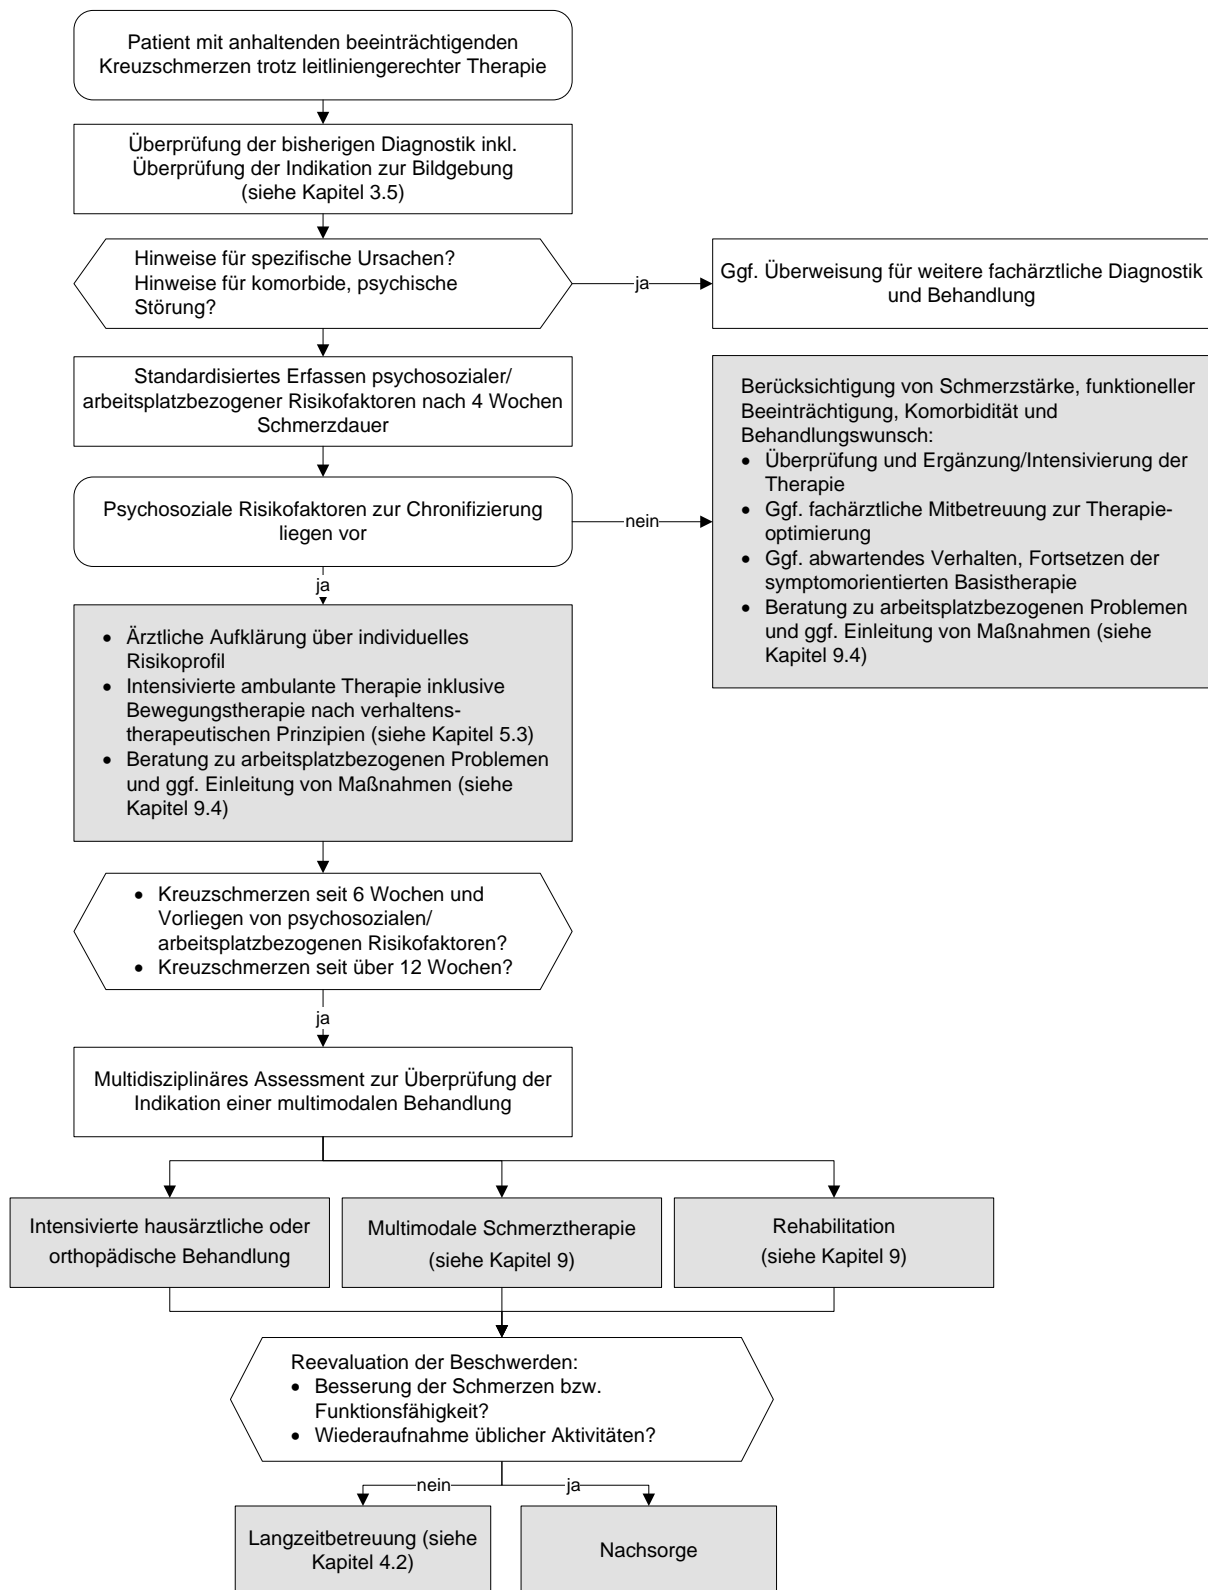 Patient mit anhaltenden beeinträchtigenden
Kreuzschmerzen trotz leitliniengerechter Therapie
Überprüfung der bisherigen Diagnostik inkl.
Überprüfung der Indikation zur Bildgebung
(siehe Kapitel 3.5)
Hinweise für spezifische Ursachen?
Hinweise für komorbide, psychische
Störung?
ja
Ggf. Überweisung für weitere fachärztliche Diagnostik
und Behandlung
Standardisiertes Erfassen psychosozialer/
arbeitsplatzbezogener Risikofaktoren nach 4 Wochen
Schmerzdauer
Psychosoziale Risikofaktoren zur Chronifizierung
liegen vor
nein
Berücksichtigung von Schmerzstärke, funktioneller
Beeinträchtigung, Komorbidität und
Behandlungswunsch:
• Überprüfung und Ergänzung/Intensivierung der
Therapie
• Ggf. fachärztliche Mitbetreuung zur Therapie-
optimierung
• Ggf. abwartendes Verhalten, Fortsetzen der
symptomorientierten Basistherapie
• Beratung zu arbeitsplatzbezogenen Problemen
und ggf. Einleitung von Maßnahmen (siehe
Kapitel 9.4)
ja
• Ärztliche Aufklärung über individuelles
Risikoprofil
• Intensivierte ambulante Therapie inklusive
Bewegungstherapie nach verhaltens-
therapeutischen Prinzipien (siehe Kapitel 5.3)
• Beratung zu arbeitsplatzbezogenen Problemen
und ggf. Einleitung von Maßnahmen (siehe
Kapitel 9.4)
• Kreuzschmerzen seit 6 Wochen und
Vorliegen von psychosozialen/
arbeitsplatzbezogenen Risikofaktoren?
• Kreuzschmerzen seit über 12 Wochen?
ja
Multidisziplinäres Assessment zur Überprüfung der
Indikation einer multimodalen Behandlung
Intensivierte hausärztliche oder
orthopädische Behandlung
Multimodale Schmerztherapie
(siehe Kapitel 9)
Rehabilitation
(siehe Kapitel 9)
Reevaluation der Beschwerden:
• Besserung der Schmerzen bzw.
Funktionsfähigkeit?
• Wiederaufnahme üblicher Aktivitäten?
nein
ja
Langzeitbetreuung (siehe
Kapitel 4.2)
Nachsorge